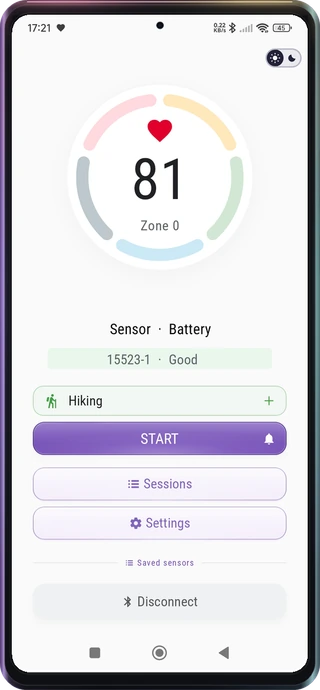 17:21
0.22
KB/s
45
81
Zone 0
Sensor · Battery
15523-1 · Good
Hiking +
START
Sessions
Settings
Saved sensors
Disconnect